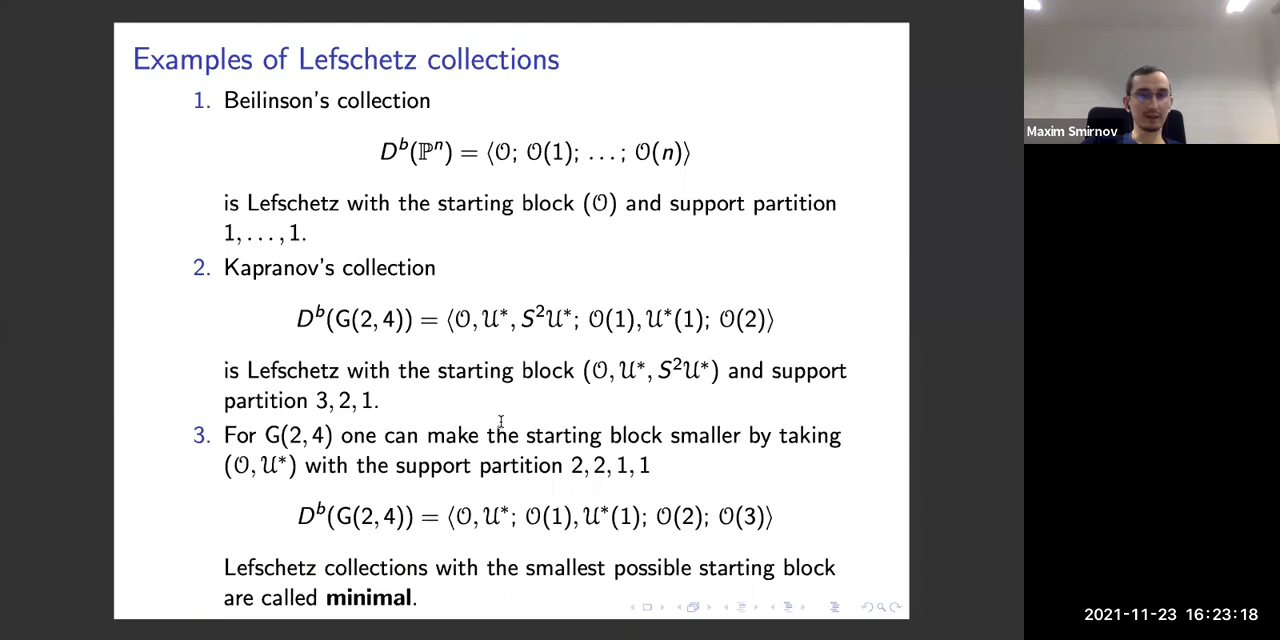 Examples of Lefschetz collections
1. Beilinson's collection
Dᵇ(ℙⁿ) = ⟨𝒪; 𝒪(1); …; 𝒪(n)⟩
is Lefschetz with the starting block (𝒪) and support partition
1, …, 1.
2. Kapranov's collection
Dᵇ(G(2, 4)) = ⟨𝒪, 𝒰*, S²𝒰*; 𝒪(1), 𝒰*(1); 𝒪(2)⟩
is Lefschetz with the starting block (𝒪, 𝒰*, S²𝒰*) and support
partition 3, 2, 1.
3. For G(2, 4) one can make the starting block smaller by taking
(𝒪, 𝒰*) with the support partition 2, 2, 1, 1
Dᵇ(G(2, 4)) = ⟨𝒪, 𝒰*; 𝒪(1), 𝒰*(1); 𝒪(2); 𝒪(3)⟩
Lefschetz collections with the smallest possible starting block
are called minimal.
Maxim Smirnov
2021-11-23 16:23:18